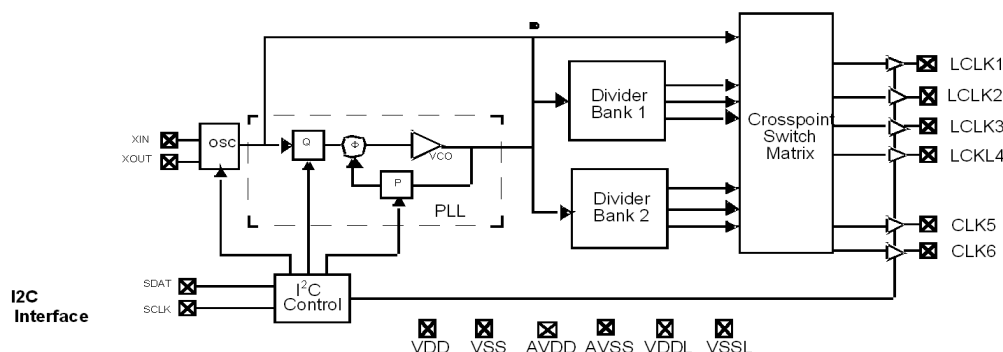 LCLK1
LCLK2
LCLK3
LCKL4
CLK5
CLK6
Crosspoint
Switch
Matrix
Divider
Bank 1
Divider
Bank 2
XIN
XOUT
OSC
Q
Φ
VCO
P
PLL
SDAT
SCLK
I²C
Control
I2C
Interface
VDD
VSS
AVDD
AVSS
VDDL
VSSL